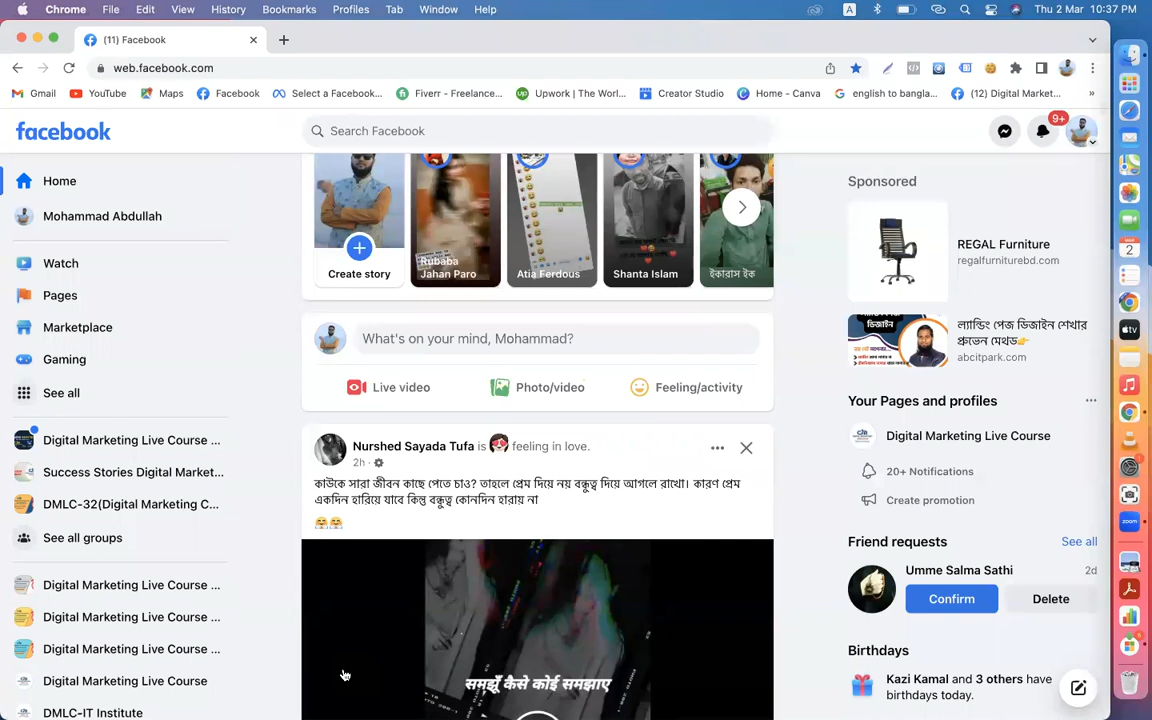 Chrome File Edit View History Bookmarks Profiles Tab Window Help
A
Thu 2 Mar 10:37 PM
(11) Facebook
web.facebook.com
Gmail YouTube Maps Facebook Select a Facebook... Fiverr - Freelance... Upwork | The Worl... Creator Studio Home - Canva english to bangla... (12) Digital Market...
facebook
Search Facebook
9+
Home
Mohammad Abdullah
Watch
Pages
Marketplace
Gaming
See all
Digital Marketing Live Course ...
Success Stories Digital Market...
DMLC-32(Digital Marketing C...
See all groups
Digital Marketing Live Course ...
Digital Marketing Live Course ...
Digital Marketing Live Course ...
Digital Marketing Live Course
DMLC-IT Institute
Create story
Rubaba
Jahan Paro
Atia Ferdous
Shanta Islam
ইকারাস ইক
What's on your mind, Mohammad?
Live video
Photo/video
Feeling/activity
Nurshed Sayada Tufa is feeling in love.
2h
কাউকে সারা জীবন কাছে পেতে চাও? তাহলে প্রেম দিয়ে নয় বন্ধুত্ব দিয়ে আগলে রাখো। কারণ প্রেম
একদিন হারিয়ে যাবে কিন্তু বন্ধুত্ব কোনদিন হারায় না
🤗🤗
समझूँ कैसे कोई समझाए
Sponsored
REGAL Furniture
regalfurniturebd.com
ডিজাইন
ল্যান্ডিং পেজ ডিজাইন শেখার
প্রুভেন মেথড👉
abcitpark.com
Your Pages and profiles
Digital Marketing Live Course
20+ Notifications
Create promotion
Friend requests
See all
Umme Salma Sathi
2d
Confirm
Delete
Birthdays
Kazi Kamal and 3 others have
birthdays today.
2
tv
zoom